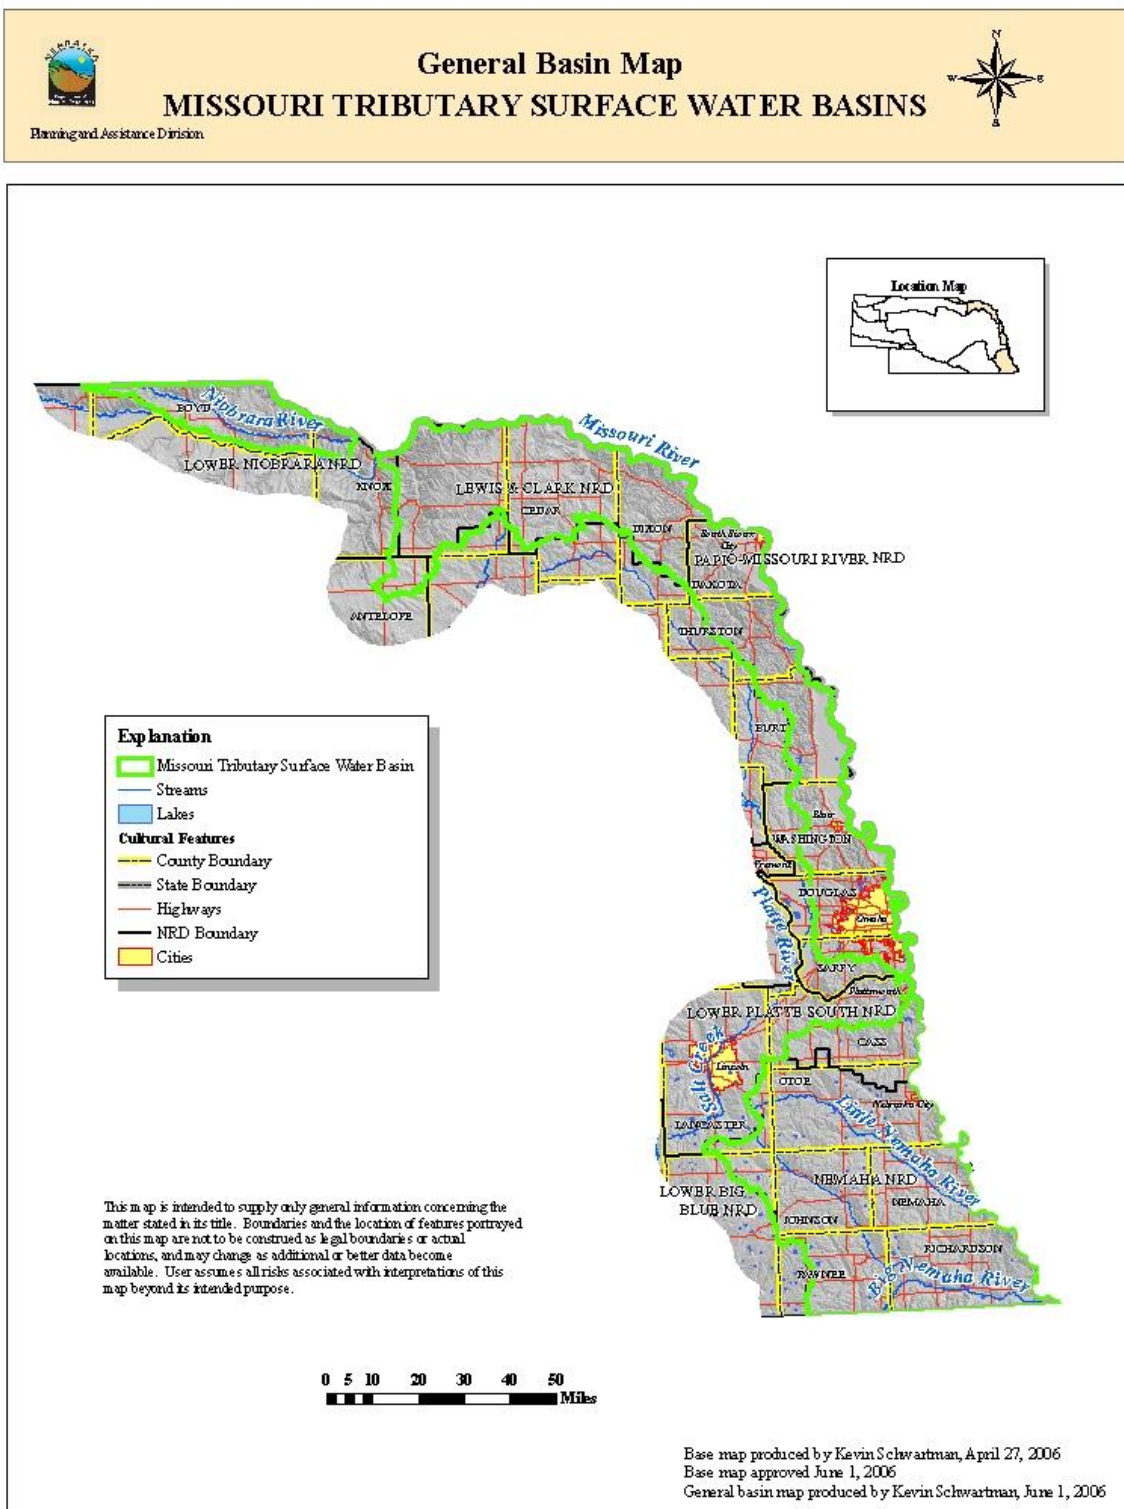 NEBRASKA
General Basin Map
MISSOURI TRIBUTARY SURFACE WATER BASINS
Planning and Assistance Division
N
W
E
S
Location Map
Niobrara River
BOYD
LOWER NIOBRARA NRD
KNOX
Missouri River
LEWIS & CLARK NRD
CEDAR
DIXON
South Sioux
City
PAPIO-MISSOURI RIVER NRD
DAKOTA
ANTELOPE
THURSTON
BURT
Blair
WASHINGTON
Fremont
DOUGLAS
Omaha
Platte River
SARPY
Plattsmouth
LOWER PLATTE SOUTH NRD
CASS
Salt Creek
Lincoln
OTOE
Nebraska City
Little Nemaha River
LANCASTER
NEMAHA NRD
LOWER BIG
BLUE NRD
NEMAHA
JOHNSON
RICHARDSON
PAWNEE
Big Nemaha River
Explanation
Missouri Tributary Surface Water Basin
Streams
Lakes
Cultural Features
County Boundary
State Boundary
Highways
NRD Boundary
Cities
This map is intended to supply only general information concerning the
matter stated in its title. Boundaries and the location of features portrayed
on this map are not to be construed as legal boundaries or actual
locations, and may change as additional or better data become
available. User assumes all risks associated with interpretations of this
map beyond its intended purpose.
0 5 10 20 30 40 50
Miles
Base map produced by Kevin Schwartman, April 27, 2006
Base map approved June 1, 2006
General basin map produced by Kevin Schwartman, June 1, 2006